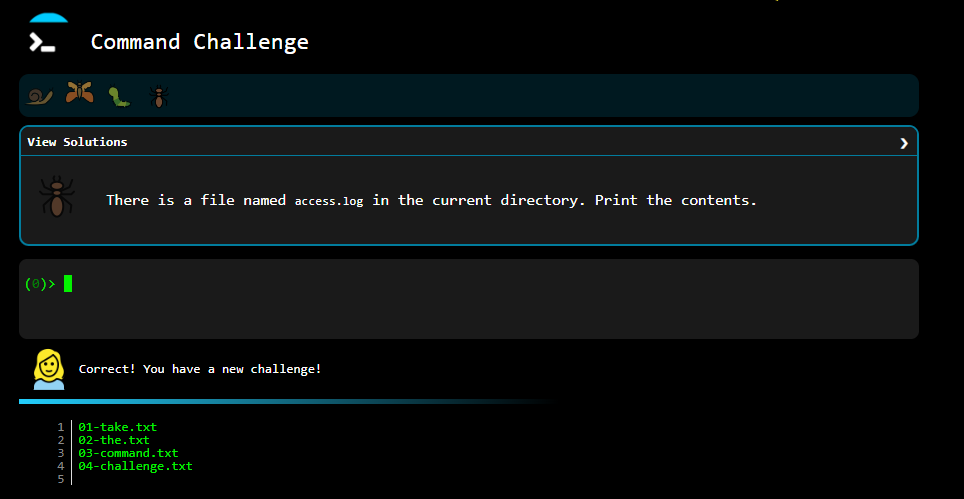 Command Challenge
View Solutions
There is a file named access.log in the current directory. Print the contents.
(0)>
Correct! You have a new challenge!
1 01-take.txt
2 02-the.txt
3 03-command.txt
4 04-challenge.txt
5